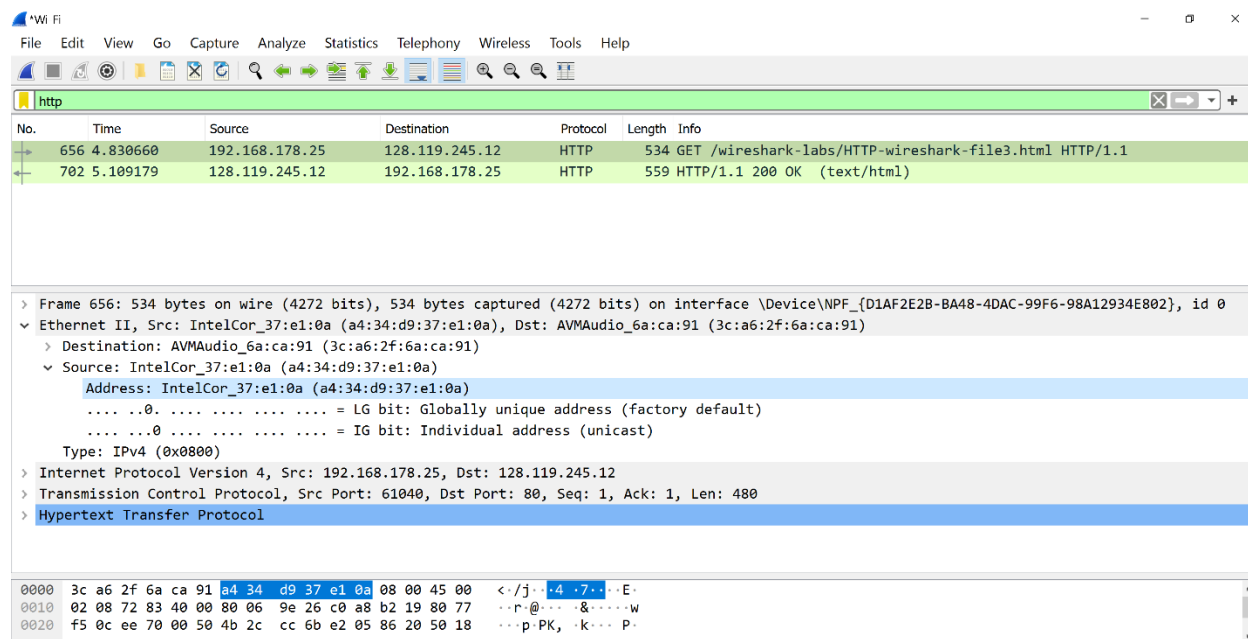 *Wi Fi
File Edit View Go Capture Analyze Statistics Telephony Wireless Tools Help
http
No. Time Source Destination Protocol Length Info
656 4.830660 192.168.178.25 128.119.245.12 HTTP 534 GET /wireshark-labs/HTTP-wireshark-file3.html HTTP/1.1
702 5.109179 128.119.245.12 192.168.178.25 HTTP 559 HTTP/1.1 200 OK (text/html)
Frame 656: 534 bytes on wire (4272 bits), 534 bytes captured (4272 bits) on interface \Device\NPF_{D1AF2E2B-BA48-4DAC-99F6-98A12934E802}, id 0
Ethernet II, Src: IntelCor_37:e1:0a (a4:34:d9:37:e1:0a), Dst: AVMAudio_6a:ca:91 (3c:a6:2f:6a:ca:91)
Destination: AVMAudio_6a:ca:91 (3c:a6:2f:6a:ca:91)
Source: IntelCor_37:e1:0a (a4:34:d9:37:e1:0a)
Address: IntelCor_37:e1:0a (a4:34:d9:37:e1:0a)
.... ..0. .... .... .... .... = LG bit: Globally unique address (factory default)
.... ...0 .... .... .... .... = IG bit: Individual address (unicast)
Type: IPv4 (0x0800)
Internet Protocol Version 4, Src: 192.168.178.25, Dst: 128.119.245.12
Transmission Control Protocol, Src Port: 61040, Dst Port: 80, Seq: 1, Ack: 1, Len: 480
Hypertext Transfer Protocol
0000 3c a6 2f 6a ca 91 a4 34 d9 37 e1 0a 08 00 45 00 <·/j···4 ·7····E·
0010 02 08 72 83 40 00 80 06 9e 26 c0 a8 b2 19 80 77 ··r·@··· ·&·····w
0020 f5 0c ee 70 00 50 4b 2c cc 6b e2 05 86 20 50 18 ···p·PK, ·k··· P·